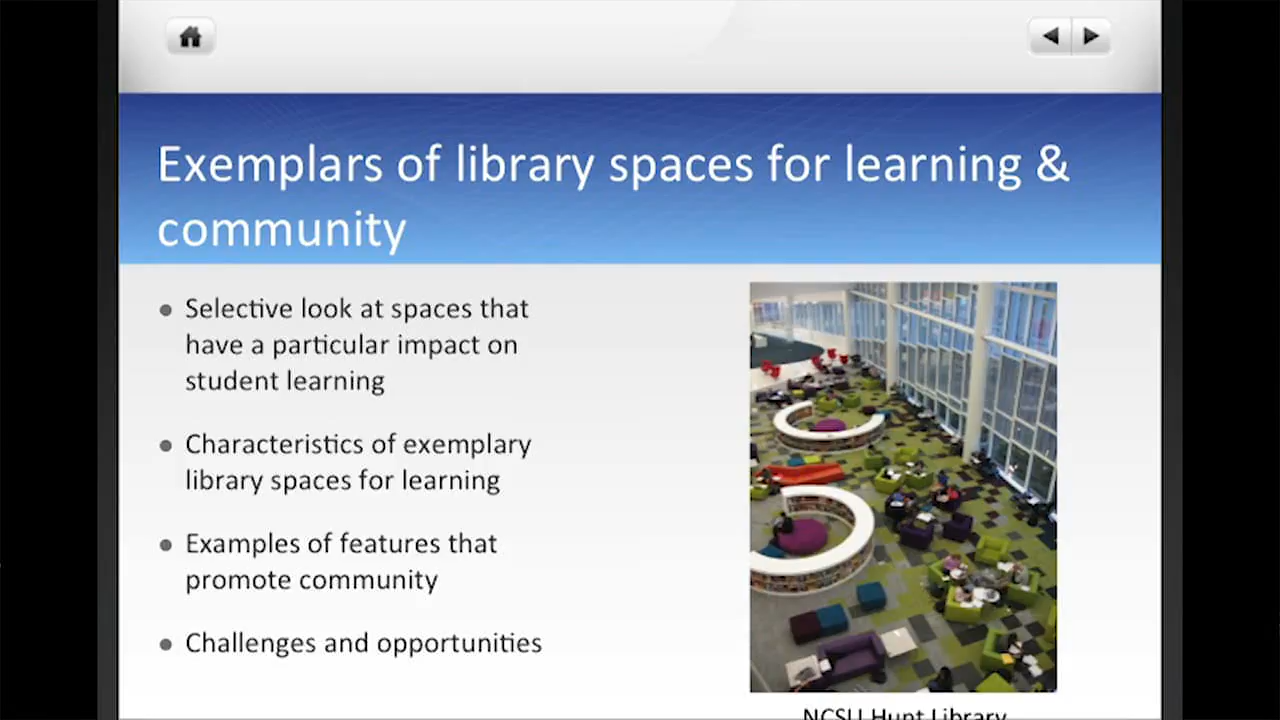 Exemplars of library spaces for learning &
community
Selective look at spaces that
have a particular impact on
student learning
Characteristics of exemplary
library spaces for learning
Examples of features that
promote community
Challenges and opportunities
NCSU Hunt Library